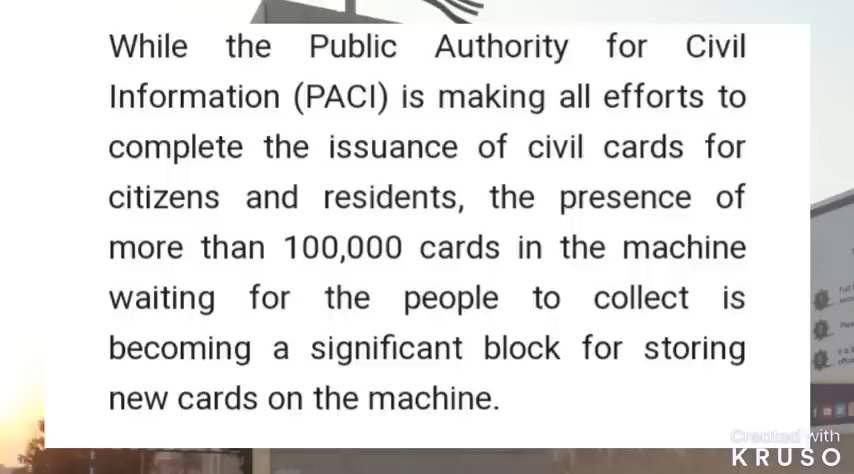 While the Public Authority for Civil
Information (PACI) is making all efforts to
complete the issuance of civil cards for
citizens and residents, the presence of
more than 100,000 cards in the machine
waiting for the people to collect is
becoming a significant block for storing
new cards on the machine.
Created with
KRUSO